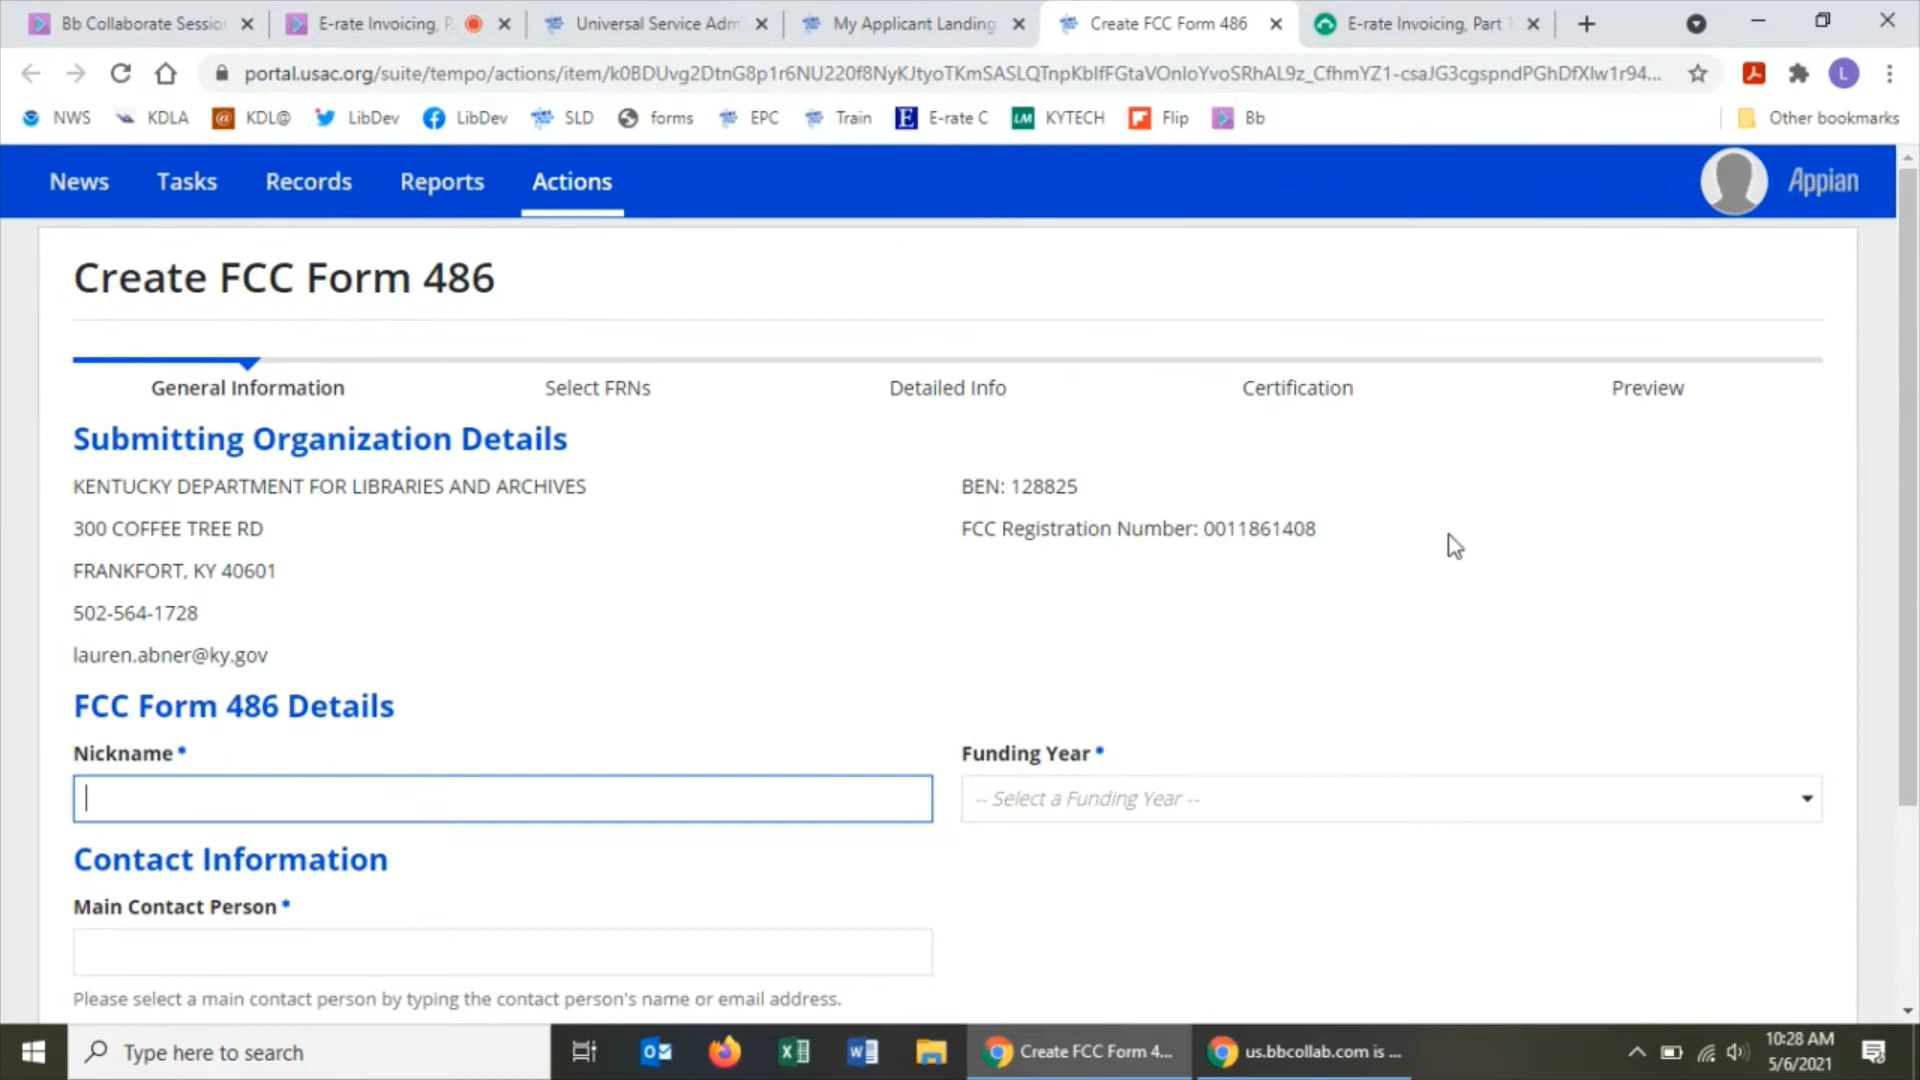 Bb Collaborate Sessio
E-rate Invoicing, P
Universal Service Adm
My Applicant Landing
Create FCC Form 486
E-rate Invoicing, Part 1
portal.usac.org/suite/tempo/actions/item/k0BDUvg2DtnG8p1r6NU220f8NyKJtyoTKmSASLQTnpKbIfFGtaVOnIoYvoSRhAL9z_CfhmYZ1-csaJG3cgspndPGhDfXlw1r94...
L
NWS KDLA KDL@ LibDev LibDev SLD forms EPC Train E-rate C KYTECH Flip Bb Other bookmarks
News Tasks Records Reports Actions Appian
Create FCC Form 486
General Information Select FRNs Detailed Info Certification Preview
Submitting Organization Details
KENTUCKY DEPARTMENT FOR LIBRARIES AND ARCHIVES BEN: 128825
300 COFFEE TREE RD FCC Registration Number: 0011861408
FRANKFORT, KY 40601
502-564-1728
lauren.abner@ky.gov
FCC Form 486 Details
Nickname * Funding Year *
-- Select a Funding Year --
Contact Information
Main Contact Person *
Please select a main contact person by typing the contact person's name or email address.
Type here to search
Create FCC Form 4...
us.bbcollab.com is ...
10:28 AM
5/6/2021